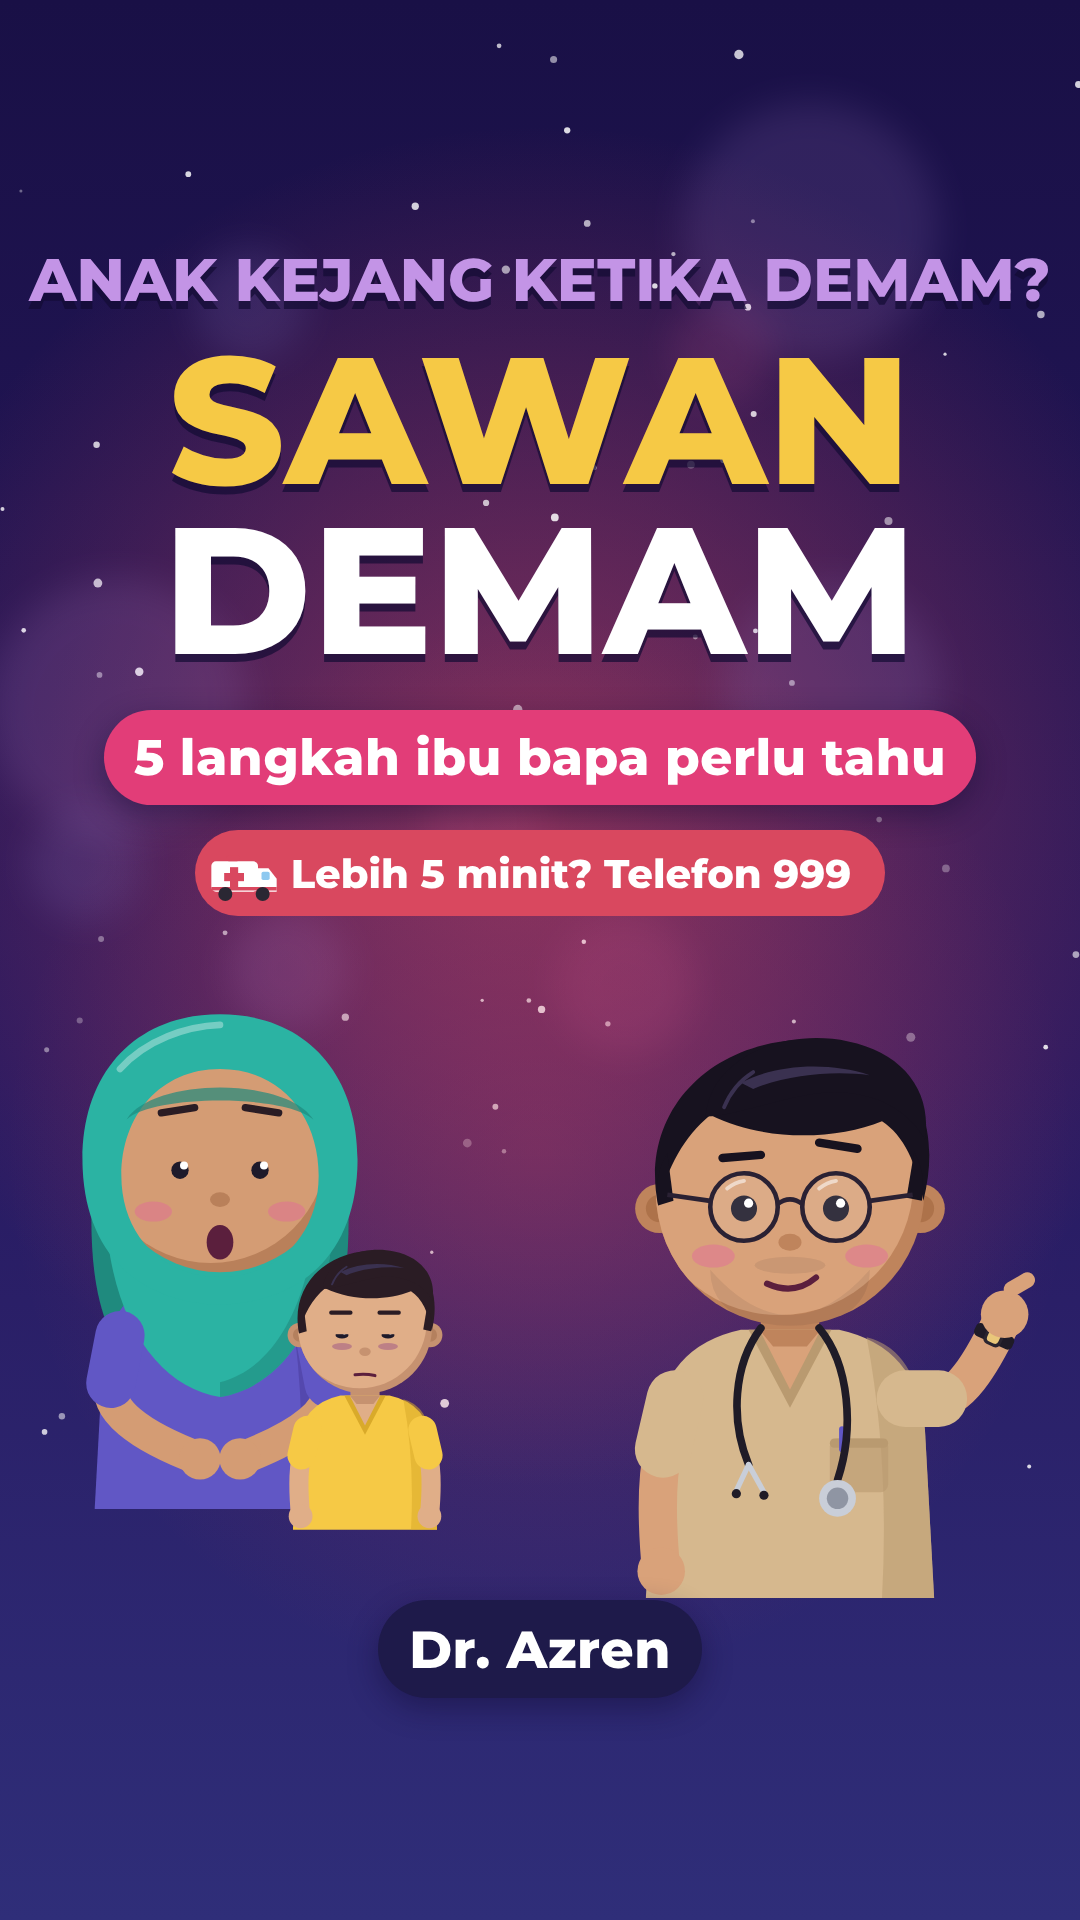 ANAK KEJANG KETIKA DEMAM?
SAWAN
DEMAM
5 langkah ibu bapa perlu tahu
Lebih 5 minit? Telefon 999
Dr. Azren